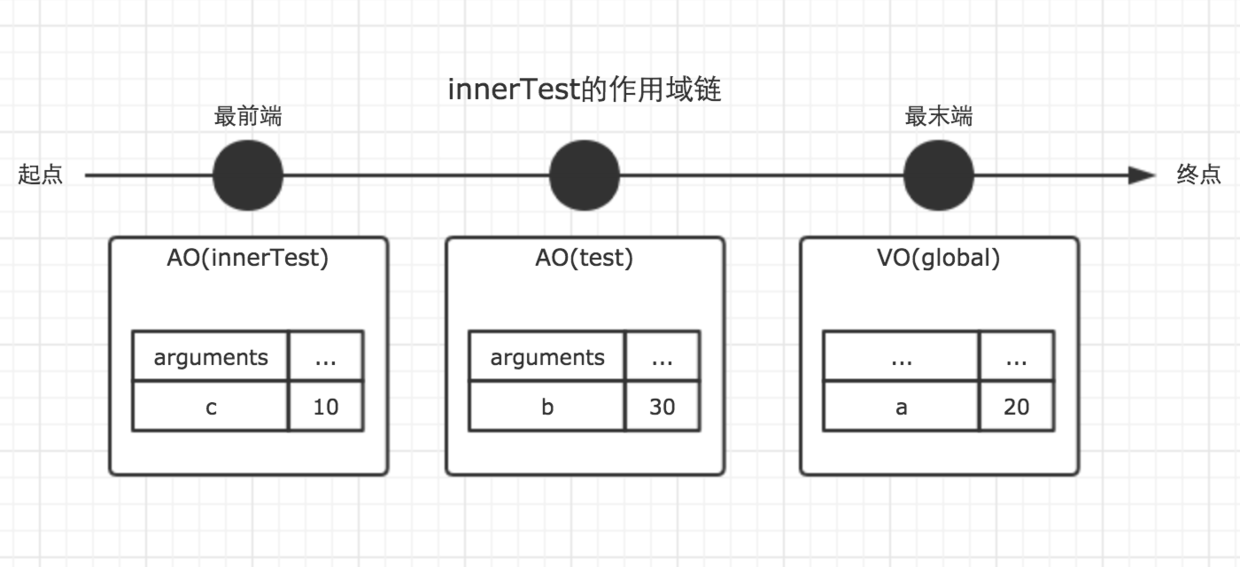 innerTest的作用域链
最前端
最末端
起点
终点
AO(innerTest)
AO(test)
VO(global)
arguments ...
c 10
arguments ...
b 30
... ...
a 20